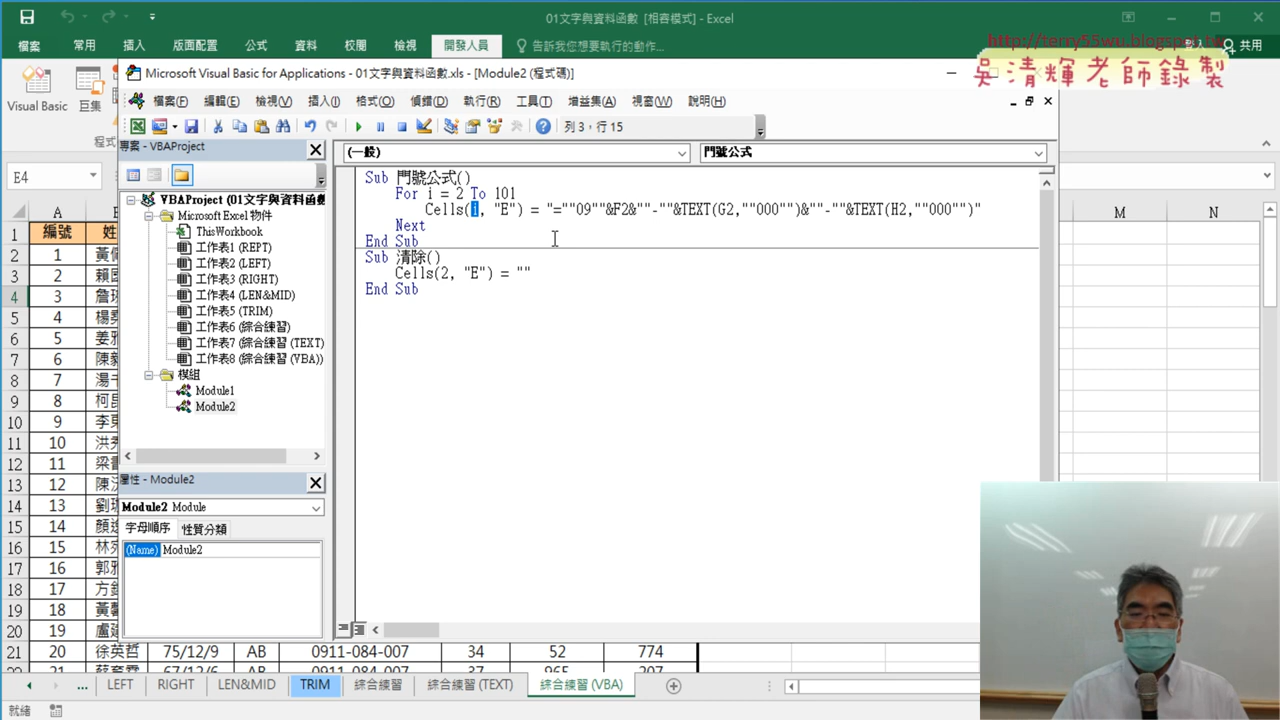 01文字與資料函數 [相容模式] - Excel
檔案 常用 插入 版面配置 公式 資料 校閱 檢視 開發人員 告訴我您想要執行的動作... 共用
http://terry55wu.blogspot.tw
吳清輝老師錄製
Visual Basic 巨集
程式
Microsoft Visual Basic for Applications - 01文字與資料函數.xls - [Module2 (程式碼)]
檔案(F) 編輯(E) 檢視(V) 插入(I) 格式(O) 偵錯(D) 執行(R) 工具(T) 增益集(A) 視窗(W) 說明(H)
列 3，行 15
專案 - VBAProject
(一般) 門號公式
VBAProject (01文字與資料函數
Microsoft Excel 物件
ThisWorkbook
工作表1 (REPT)
工作表2 (LEFT)
工作表3 (RIGHT)
工作表4 (LEN&MID)
工作表5 (TRIM)
工作表6 (綜合練習)
工作表7 (綜合練習 (TEXT)
工作表8 (綜合練習 (VBA))
模組
Module1
Module2
屬性 - Module2
Module2 Module
字母順序 性質分類
(Name) Module2
Sub 門號公式()
For i = 2 To 101
Cells(i, "E") = "=""09""&F2&""-""&TEXT(G2,""000"")&""-""&TEXT(H2,""000"")"
Next
End Sub
Sub 清除()
Cells(2, "E") = ""
End Sub
E4
A M N
1 編號 姓
2 1
3 2
4 3
5 4
6 5
7 6
8 7
9 8
10 9
11 10
12 11
13 12
14 13
15 14
16 15
17 16
18 17
19 18
20 19
21 20 徐英哲 75/12/9 AB 0911-084-007 34 52 774
LEFT RIGHT LEN&MID TRIM 綜合練習 綜合練習 (TEXT) 綜合練習 (VBA)
就緒